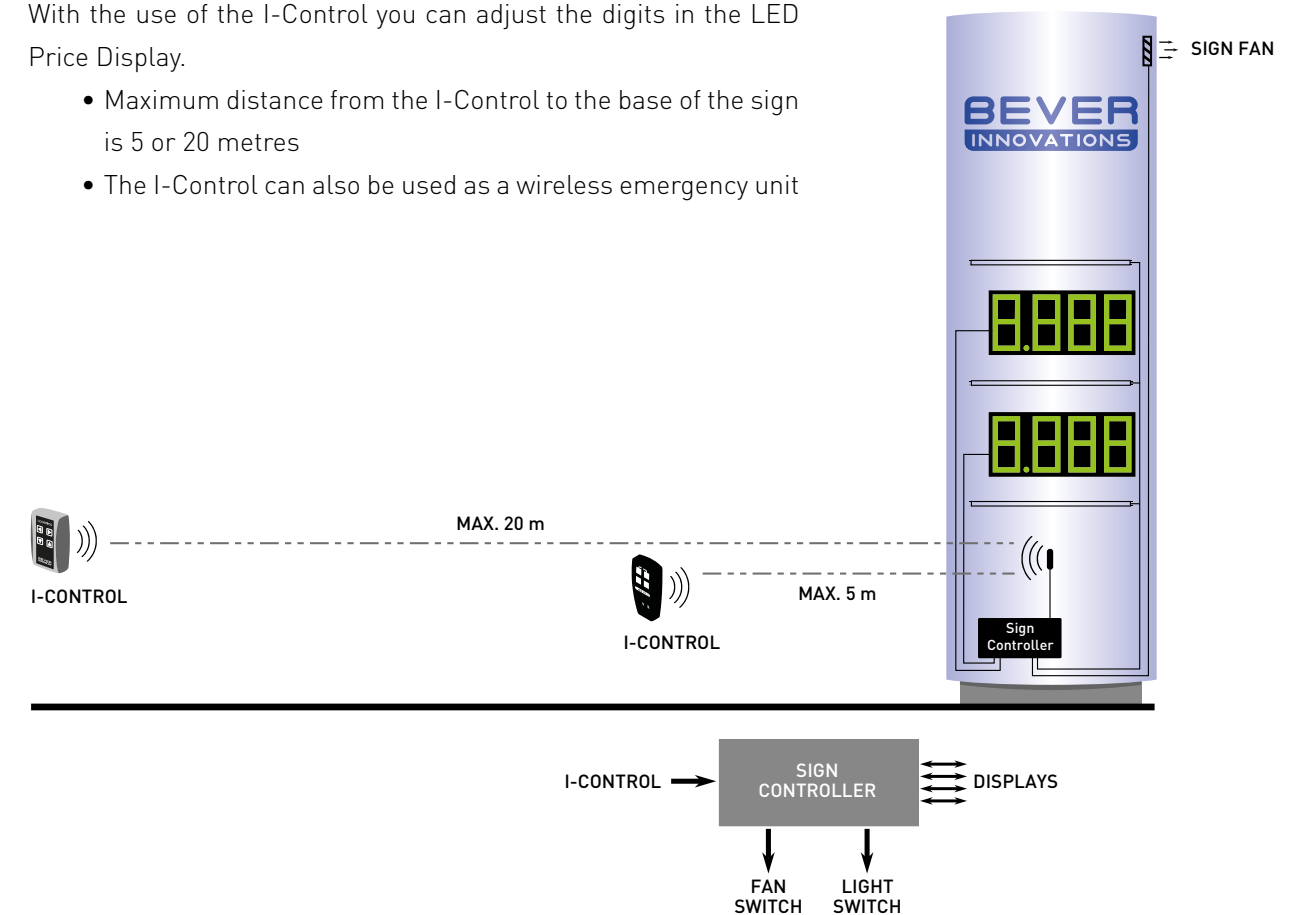 With the use of the I-Control you can adjust the digits in the LED
Price Display.
• Maximum distance from the I-Control to the base of the sign
is 5 or 20 metres
• The I-Control can also be used as a wireless emergency unit
SIGN FAN
BEVER
INNOVATIONS
8.888
8.888
MAX. 20 m
I-CONTROL
MAX. 5 m
I-CONTROL
Sign
Controller
I-CONTROL
SIGN
CONTROLLER
DISPLAYS
FAN
SWITCH
LIGHT
SWITCH